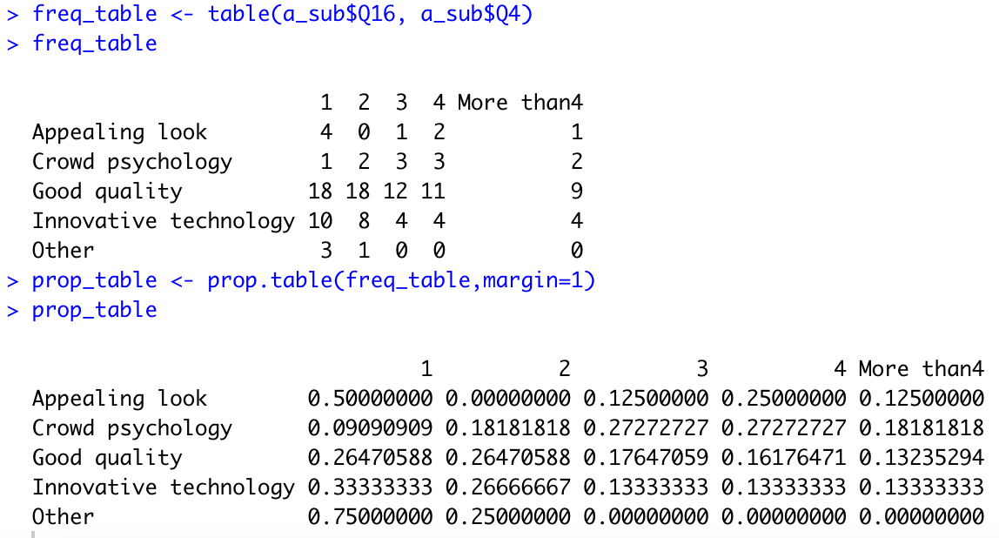 > freq_table <- table(a_sub$Q16, a_sub$Q4)
> freq_table
1 2 3 4 More than4
Appealing look 4 0 1 2 1
Crowd psychology 1 2 3 3 2
Good quality 18 18 12 11 9
Innovative technology 10 8 4 4 4
Other 3 1 0 0 0
> prop_table <- prop.table(freq_table,margin=1)
> prop_table
1 2 3 4 More than4
Appealing look 0.50000000 0.00000000 0.12500000 0.25000000 0.12500000
Crowd psychology 0.09090909 0.18181818 0.27272727 0.27272727 0.18181818
Good quality 0.26470588 0.26470588 0.17647059 0.16176471 0.13235294
Innovative technology 0.33333333 0.26666667 0.13333333 0.13333333 0.13333333
Other 0.75000000 0.25000000 0.00000000 0.00000000 0.00000000